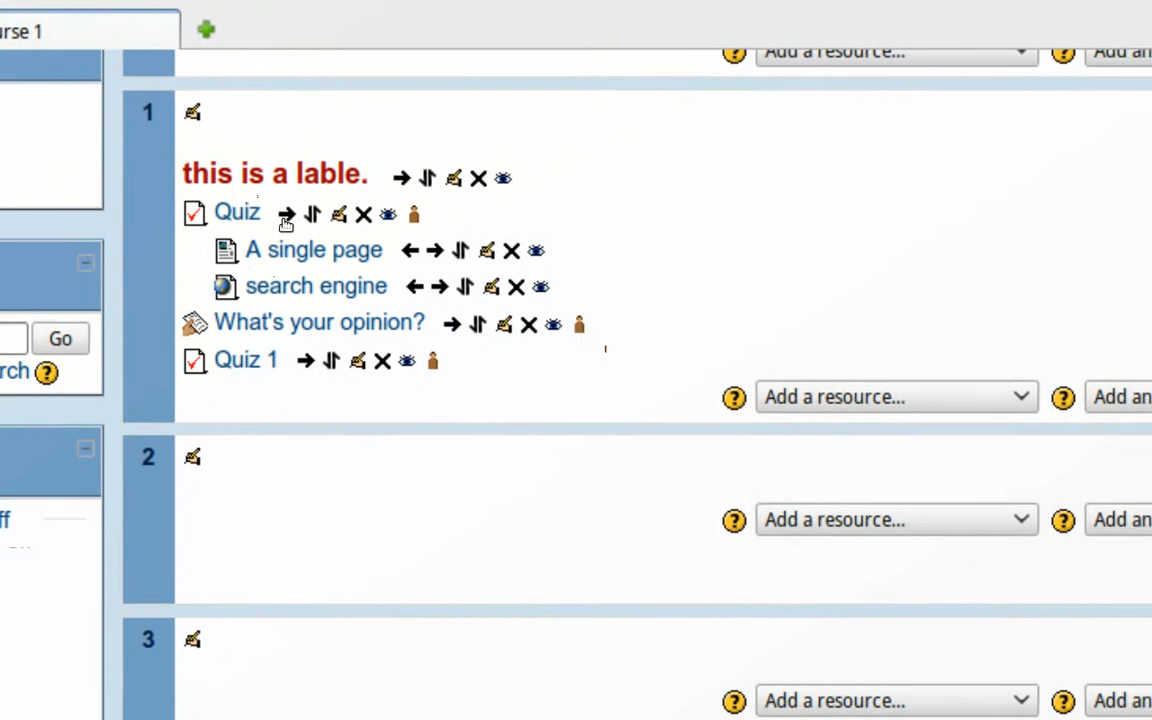 urse 1
Add a resource...
Add an
1
this is a lable.
Quiz
A single page
search engine
What's your opinion?
Quiz 1
Go
rch
Add a resource...
Add an
2
ff
Add a resource...
Add an
3
Add a resource...
Add an